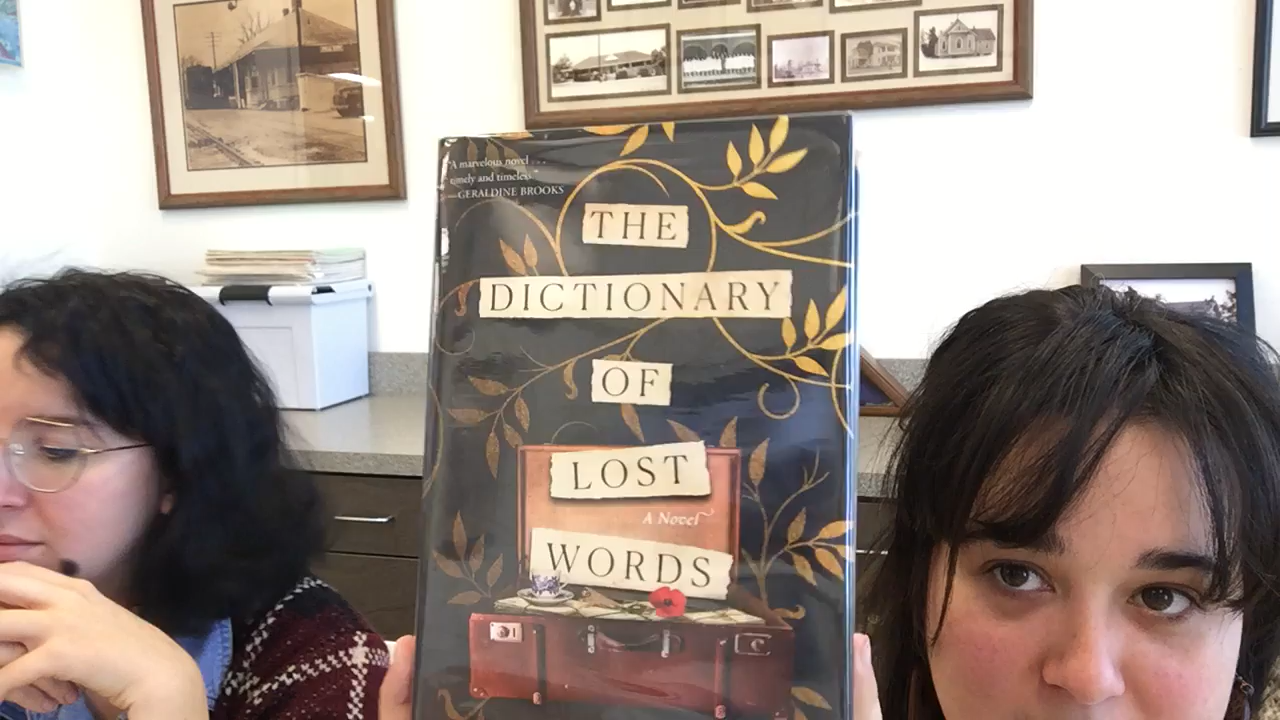 "A marvelous novel . . .
timely and timeless"
—GERALDINE BROOKS
THE
DICTIONARY
OF
LOST
A Novel
WORDS